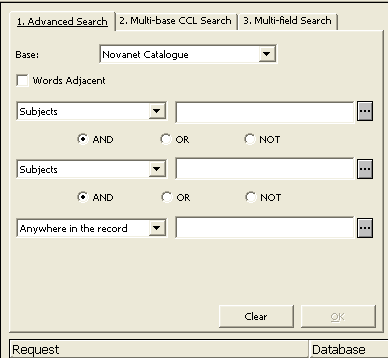 1. Advanced Search 2. Multi-base CCL Search 3. Multi-field Search
Base: Novanet Catalogue
Words Adjacent
Subjects ...
AND OR NOT
Subjects ...
AND OR NOT
Anywhere in the record ...
Clear OK
Request Database